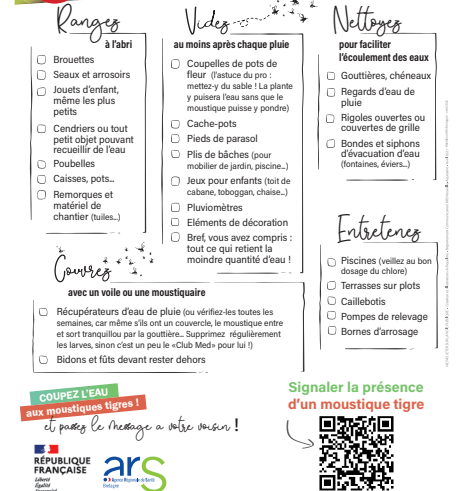 Rangez
à l'abri
Brouettes
Seaux et arrosoirs
Jouets d'enfant,
même les plus
petits
Cendriers ou tout
petit objet pouvant
recueillir de l'eau
Poubelles
Caisses, pots...
Remorques et
matériel de
chantier (tuiles...)
Videz
au moins après chaque pluie
Coupelles de pots de
fleur (l'astuce du pro :
mettez-y du sable ! La plante
y puisera l'eau sans que le
moustique puisse y pondre)
Cache-pots
Pieds de parasol
Plis de bâches (pour
mobilier de jardin, piscine...)
Jeux pour enfants (toit de
cabane, toboggan, chaise...)
Pluviomètres
Eléments de décoration
Bref, vous avez compris :
tout ce qui retient la
moindre quantité d'eau !
Nettoyez
pour faciliter
l'écoulement des eaux
Gouttières, chéneaux
Regards d'eau de
pluie
Rigoles ouvertes ou
couvertes de grille
Bondes et siphons
d'évacuation d'eau
(fontaines, éviers...)
Entretenez
Piscines (veillez au bon
dosage du chlore)
Terrasses sur plots
Caillebotis
Pompes de relevage
Bornes d'arrosage
Couvrez
avec un voile ou une moustiquaire
Récupérateurs d'eau de pluie (ou vérifiez-les toutes les
semaines, car même s'ils ont un couvercle, le moustique entre
et sort tranquillou par la gouttière... Supprimez régulièrement
les larves, sinon c'est un peu le «Club Med» pour lui !)
Bidons et fûts devant rester dehors
COUPEZ L'EAU
aux moustiques tigres !
et passez le message a votre voisin !
Signaler la présence
d'un moustique tigre
RÉPUBLIQUE
FRANÇAISE
Liberté
Égalité
ars
Agence Régionale de Santé
Bretagne